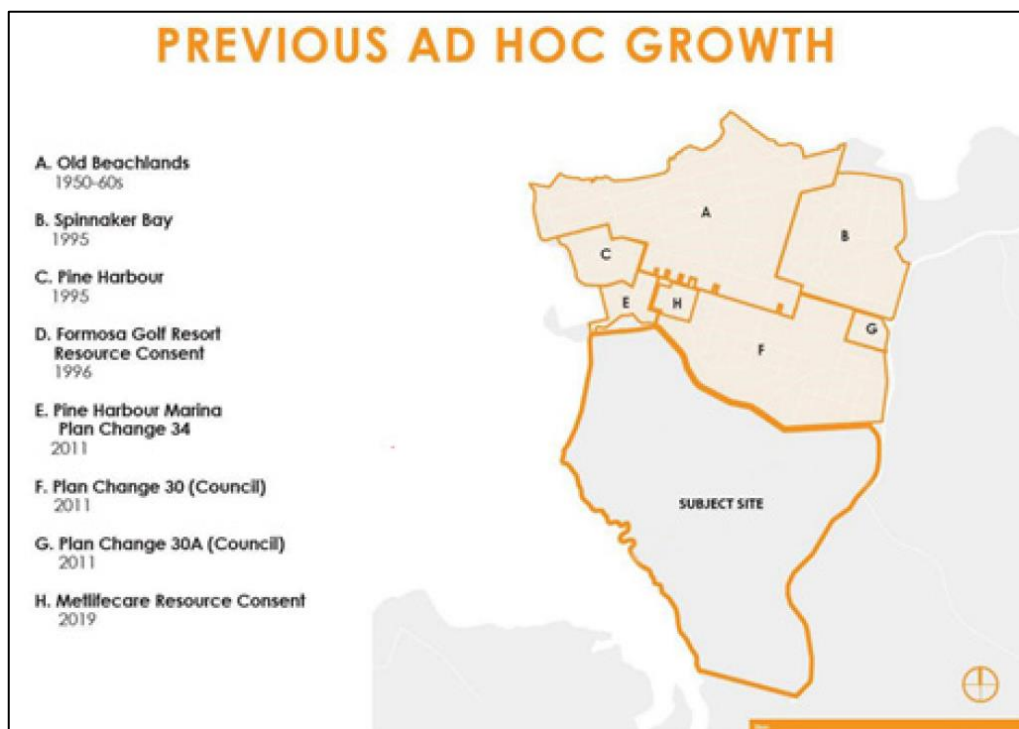 PREVIOUS AD HOC GROWTH
A. Old Beachlands
1950-60s
B. Spinnaker Bay
1995
C. Pine Harbour
1995
D. Formosa Golf Resort
Resource Consent
1996
E. Pine Harbour Marina
Plan Change 34
2011
F. Plan Change 30 (Council)
2011
G. Plan Change 30A (Council)
2011
H. Metlifecare Resource Consent
2019
A
B
C
E
H
G
F
SUBJECT SITE